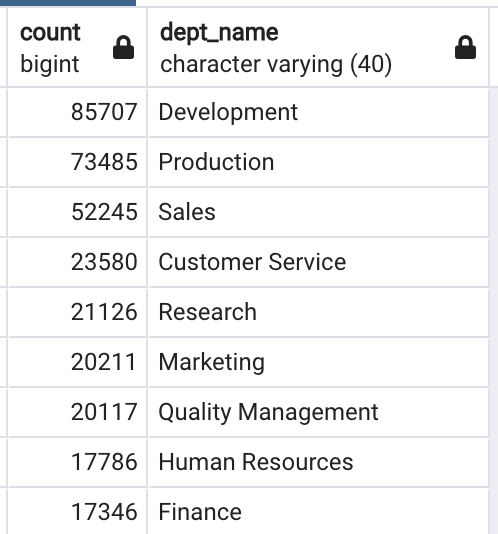 count dept_name
bigint character varying (40)
85707 Development
73485 Production
52245 Sales
23580 Customer Service
21126 Research
20211 Marketing
20117 Quality Management
17786 Human Resources
17346 Finance